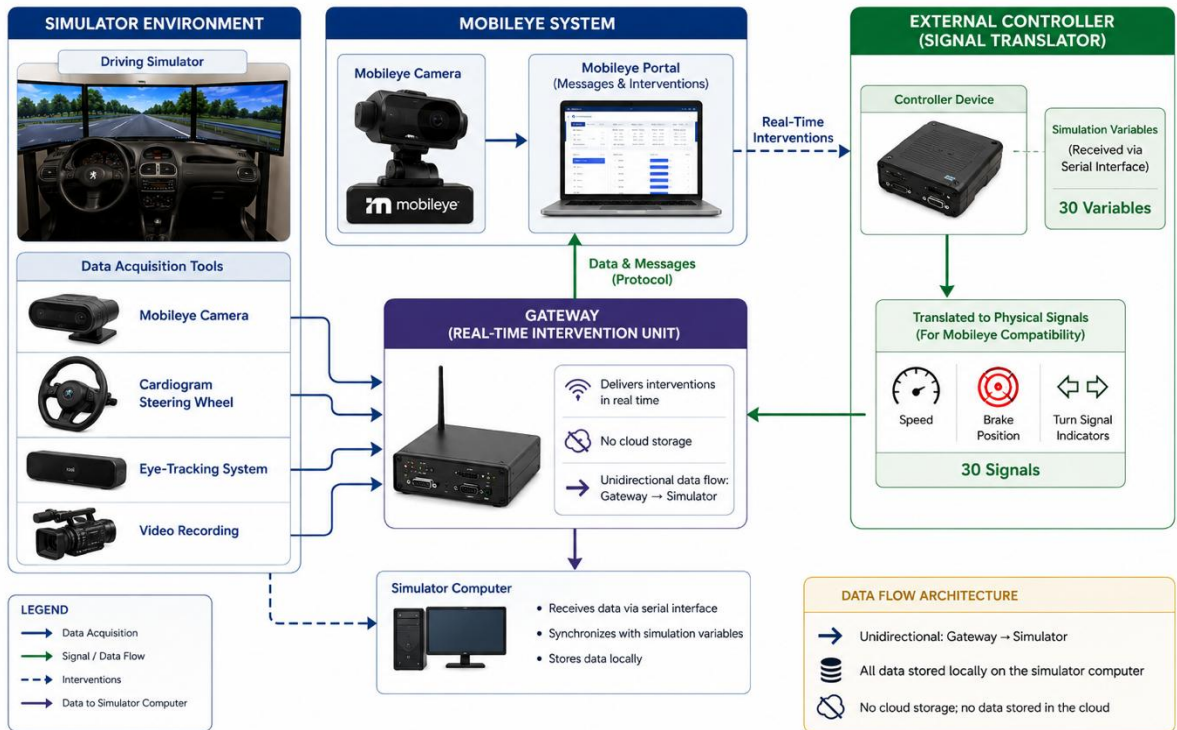 SIMULATOR ENVIRONMENT
Driving Simulator
Data Acquisition Tools
Mobileye Camera
Cardiogram
Steering Wheel
Eye-Tracking System
Video Recording
LEGEND
Data Acquisition
Signal / Data Flow
Interventions
Data to Simulator Computer
MOBILEYE SYSTEM
Mobileye Camera
mobileye
Mobileye Portal
(Messages & Interventions)
Real-Time
Interventions
Data & Messages
(Protocol)
GATEWAY
(REAL-TIME INTERVENTION UNIT)
Delivers interventions
in real time
No cloud storage
Unidirectional data flow:
Gateway → Simulator
Simulator Computer
• Receives data via serial interface
• Synchronizes with simulation variables
• Stores data locally
EXTERNAL CONTROLLER
(SIGNAL TRANSLATOR)
Controller Device
Simulation Variables
(Received via
Serial Interface)
30 Variables
Translated to Physical Signals
(For Mobileye Compatibility)
Speed
Brake
Position
Turn Signal
Indicators
30 Signals
DATA FLOW ARCHITECTURE
Unidirectional: Gateway → Simulator
All data stored locally on the simulator computer
No cloud storage; no data stored in the cloud